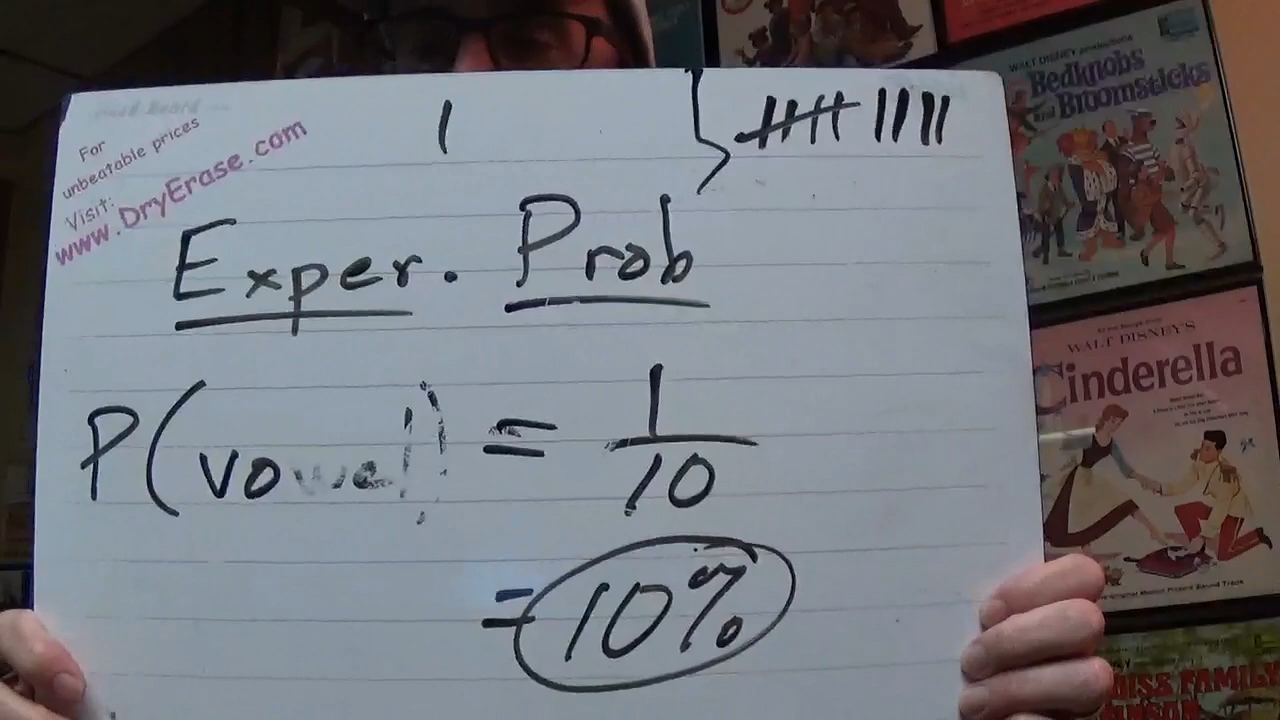 For
unbeatable prices
Visit:
www.DryErase.com
1
Exper. Prob
P(vowel) = 1/10
= 10%
WALT DISNEY productions
Bedknobs
and Broomsticks
WALT DISNEY'S
Cinderella
FAMILY